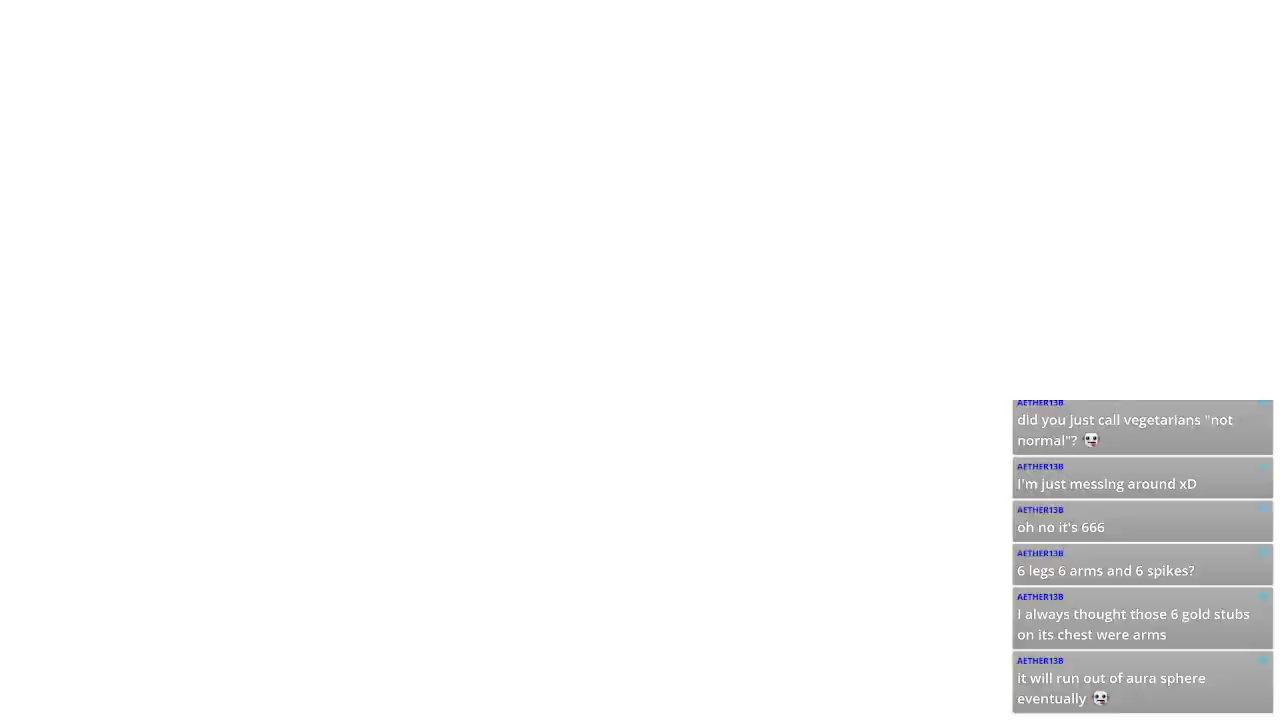 AETHER13B
did you just call vegetarians "not
normal"?
AETHER13B
I'm just messing around xD
AETHER13B
oh no it's 666
AETHER13B
6 legs 6 arms and 6 spikes?
AETHER13B
I always thought those 6 gold stubs
on its chest were arms
AETHER13B
it will run out of aura sphere
eventually